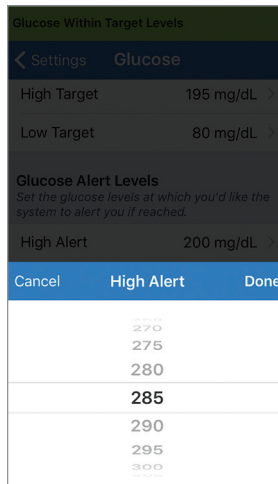 Glucose Within Target Levels
Settings Glucose
High Target 195 mg/dL
Low Target 80 mg/dL
Glucose Alert Levels
Set the glucose levels at which you'd like the
system to alert you if reached.
High Alert 200 mg/dL
Cancel High Alert Done
270
275
280
285
290
295
300